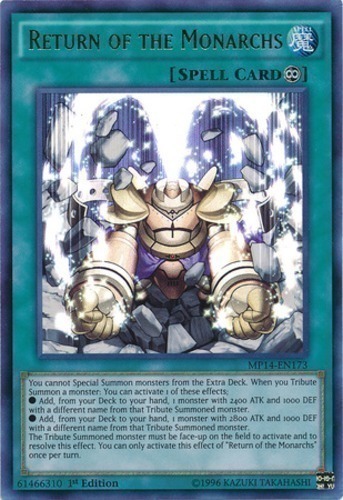 RETURN OF THE MONARCHS 魔
[SPELL CARD]
MP14-EN173
You cannot Special Summon monsters from the Extra Deck. When you Tribute
Summon a monster: You can activate 1 of these effects;
● Add, from your Deck to your hand, 1 monster with 2400 ATK and 1000 DEF
with a different name from that Tribute Summoned monster.
● Add, from your Deck to your hand, 1 monster with 2800 ATK and 1000 DEF
with a different name from that Tribute Summoned monster.
The Tribute Summoned monster must be face-up on the field to activate and to
resolve this effect. You can only activate this effect of "Return of the Monarchs"
once per turn.
61466310 1st Edition ©1996 KAZUKI TAKAHASHI